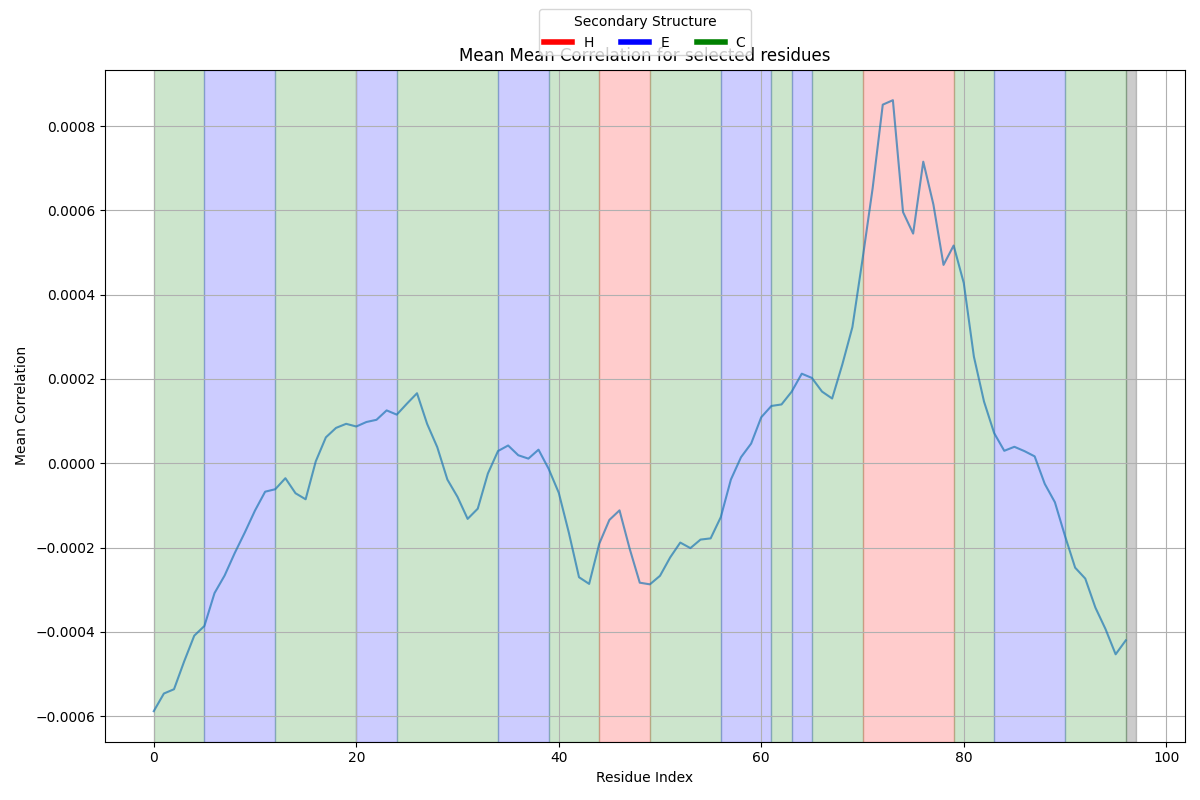 Secondary Structure
H E C
Mean Mean Correlation for selected residues
Mean Correlation
0.0008
0.0006
0.0004
0.0002
0.0000
−0.0002
−0.0004
−0.0006
0 20 40 60 80 100
Residue Index